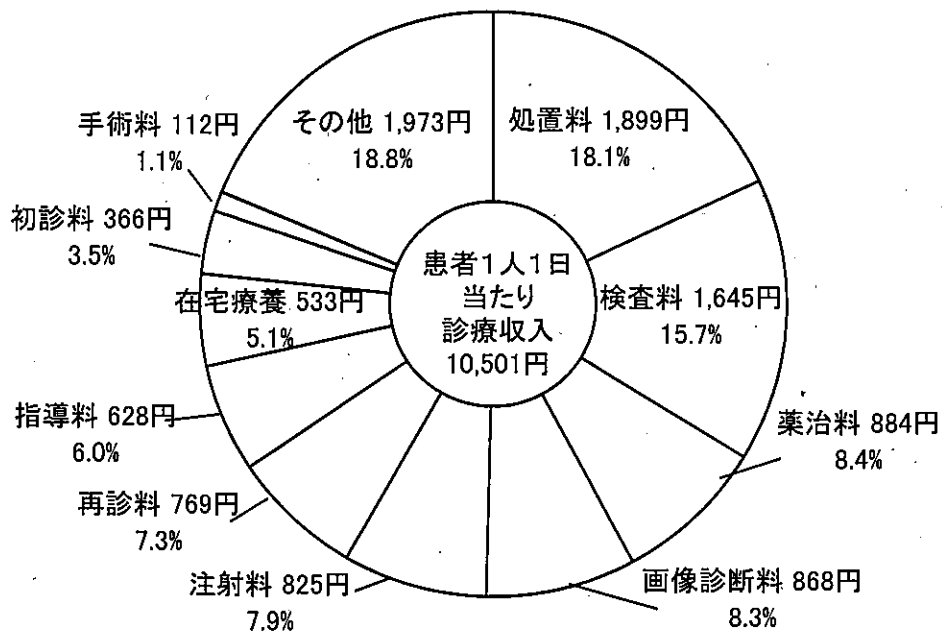 処置料 1,899円
18.1%
検査料 1,645円
15.7%
薬治料 884円
8.4%
画像診断料 868円
8.3%
注射料 825円
7.9%
再診料 769円
7.3%
指導料 628円
6.0%
在宅療養 533円
5.1%
初診料 366円
3.5%
手術料 112円
1.1%
その他 1,973円
18.8%
患者1人1日
当たり
診療収入
10,501円